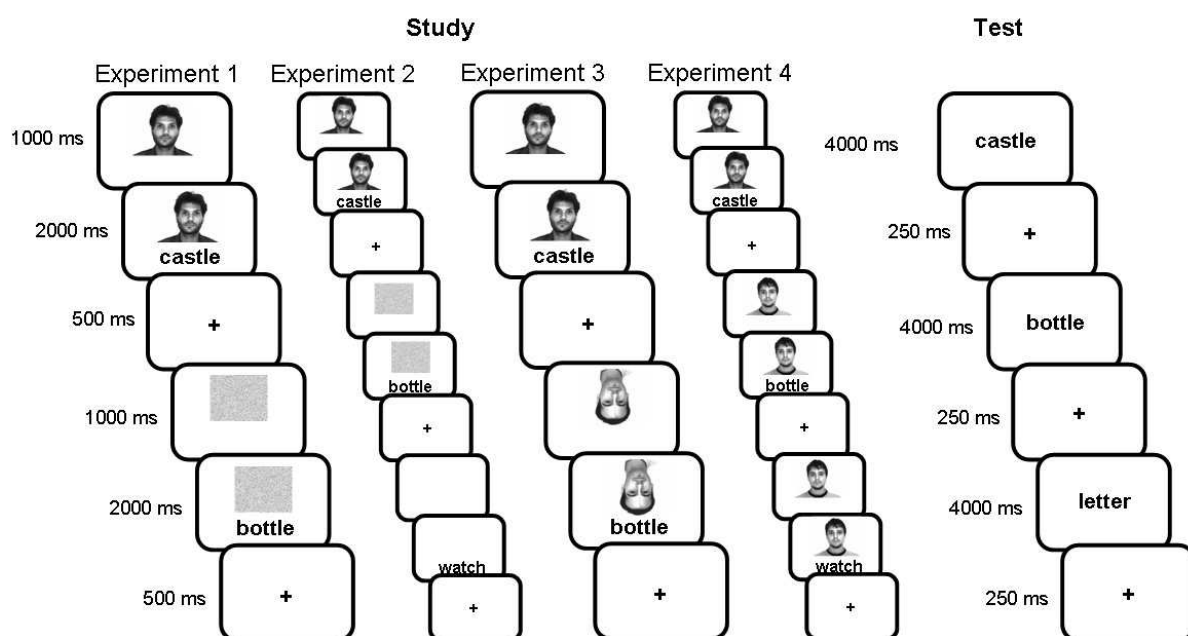 Study
Test
Experiment 1
Experiment 2
Experiment 3
Experiment 4
1000 ms
2000 ms
castle
500 ms
+
1000 ms
2000 ms
bottle
500 ms
+
castle
+
bottle
+
watch
+
castle
+
bottle
+
castle
+
bottle
+
watch
+
4000 ms
castle
250 ms
+
4000 ms
bottle
250 ms
+
4000 ms
letter
250 ms
+